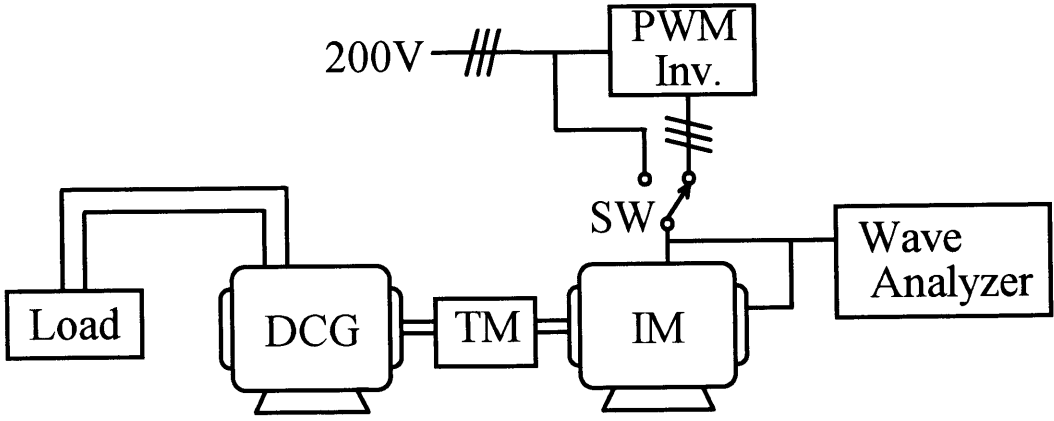 200V
PWM
Inv.
SW
Wave
Analyzer
Load
DCG
TM
IM